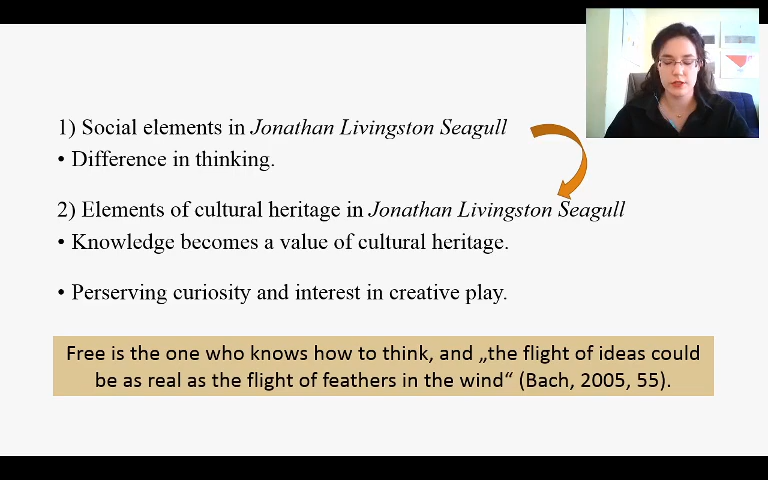 1) Social elements in Jonathan Livingston Seagull
• Difference in thinking.
2) Elements of cultural heritage in Jonathan Livingston Seagull
• Knowledge becomes a value of cultural heritage.
• Perserving curiosity and interest in creative play.
Free is the one who knows how to think, and „the flight of ideas could
be as real as the flight of feathers in the wind“ (Bach, 2005, 55).